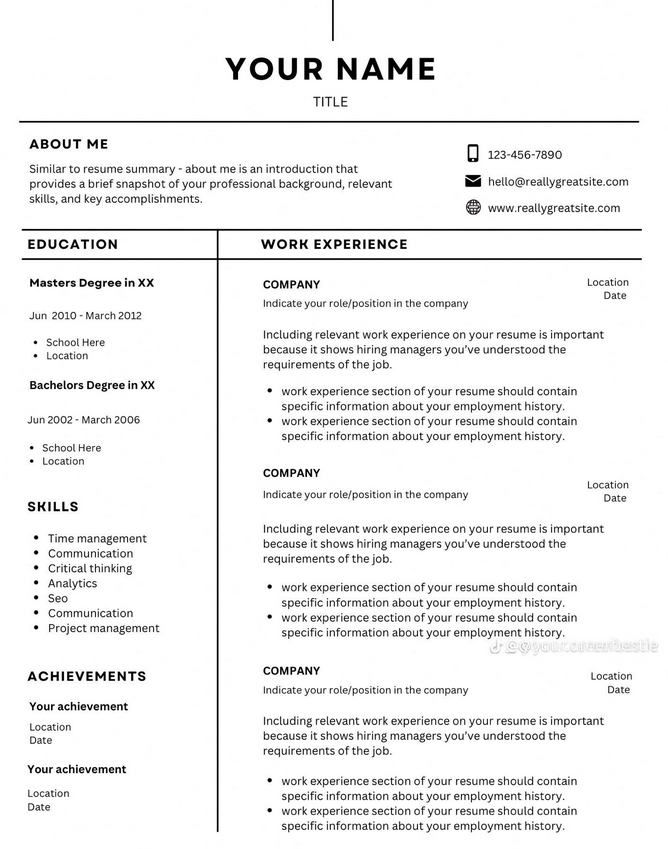 YOUR NAME
TITLE
ABOUT ME
Similar to resume summary - about me is an introduction that
provides a brief snapshot of your professional background, relevant
skills, and key accomplishments.
123-456-7890
hello@reallygreatsite.com
www.reallygreatsite.com
EDUCATION
Masters Degree in XX
Jun 2010 - March 2012
• School Here
• Location
Bachelors Degree in XX
Jun 2002 - March 2006
• School Here
• Location
SKILLS
• Time management
• Communication
• Critical thinking
• Analytics
• Seo
• Communication
• Project management
ACHIEVEMENTS
Your achievement
Location
Date
Your achievement
Location
Date
WORK EXPERIENCE
COMPANY
Location
Date
Indicate your role/position in the company
Including relevant work experience on your resume is important
because it shows hiring managers you've understood the
requirements of the job.
• work experience section of your resume should contain
specific information about your employment history.
• work experience section of your resume should contain
specific information about your employment history.
COMPANY
Location
Date
Indicate your role/position in the company
Including relevant work experience on your resume is important
because it shows hiring managers you've understood the
requirements of the job.
• work experience section of your resume should contain
specific information about your employment history.
• work experience section of your resume should contain
specific information about your employment history.
COMPANY
Location
Date
Indicate your role/position in the company
Including relevant work experience on your resume is important
because it shows hiring managers you've understood the
requirements of the job.
• work experience section of your resume should contain
specific information about your employment history.
• work experience section of your resume should contain
specific information about your employment history.